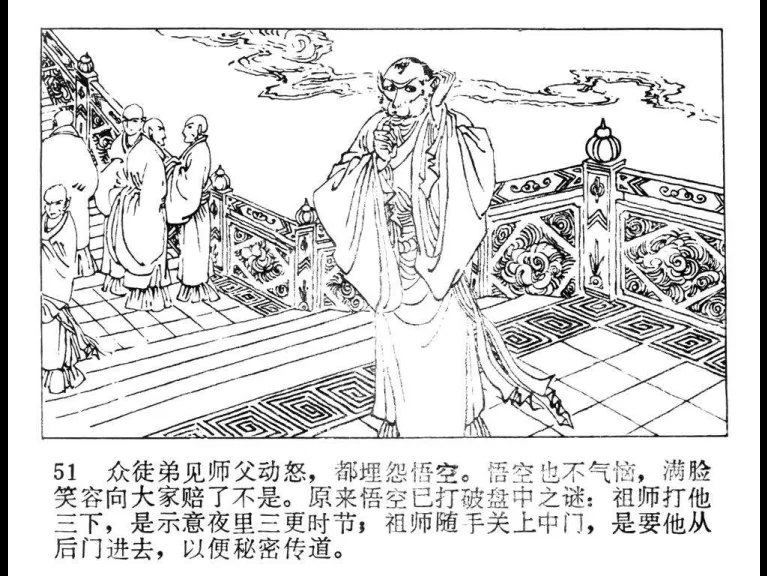 51 众徒弟见师父动怒，都埋怨悟空。悟空也不气恼，满脸
笑容向大家赔了不是。原来悟空已打破盘中之谜：祖师打他
三下，是示意夜里三更时节；祖师随手关上中门，是要他从
后门进去，以便秘密传道。